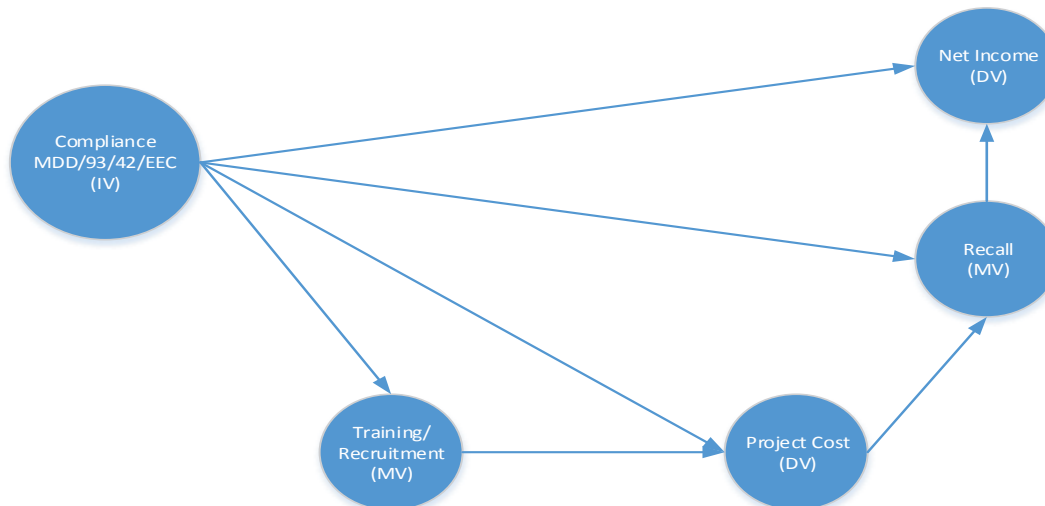 Net Income
(DV)
Compliance
MDD/93/42/EEC
(IV)
Recall
(MV)
Training/
Recruitment
(MV)
Project Cost
(DV)